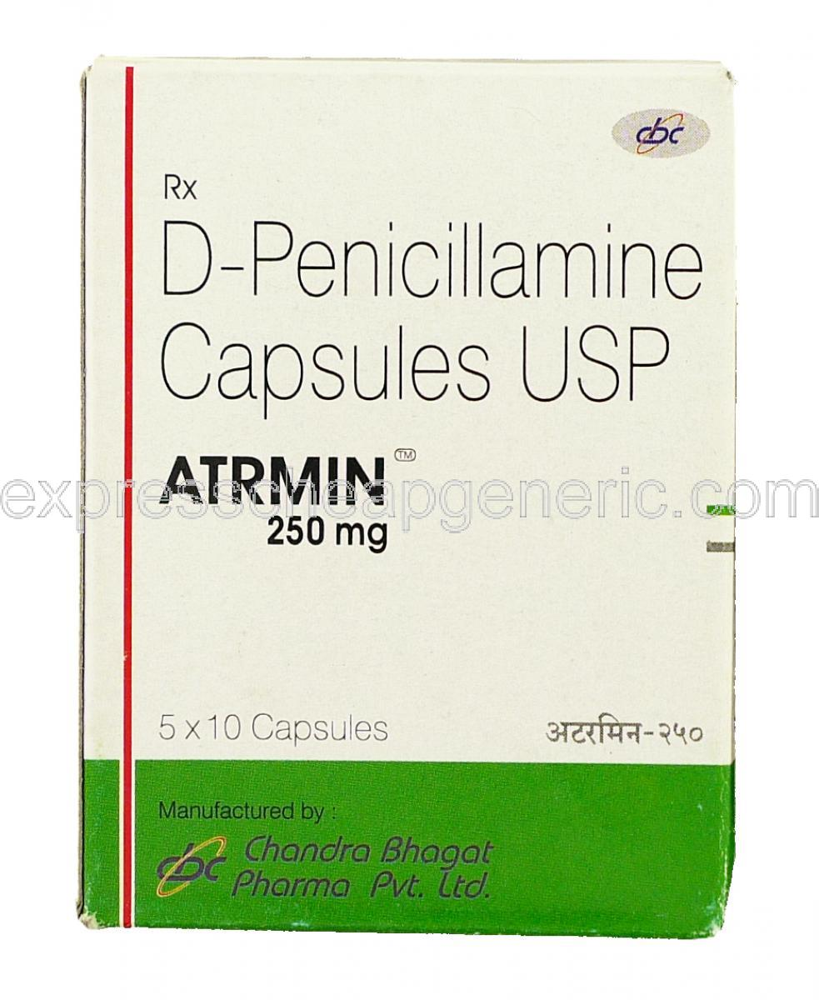 cbc
Rx
D-Penicillamine
Capsules USP
ATRMIN™
expresscheapgeneric.com
250 mg
5 x 10 Capsules
अटरमिन-२५०
Manufactured by :
cbc Chandra Bhagat
Pharma Pvt. Ltd.